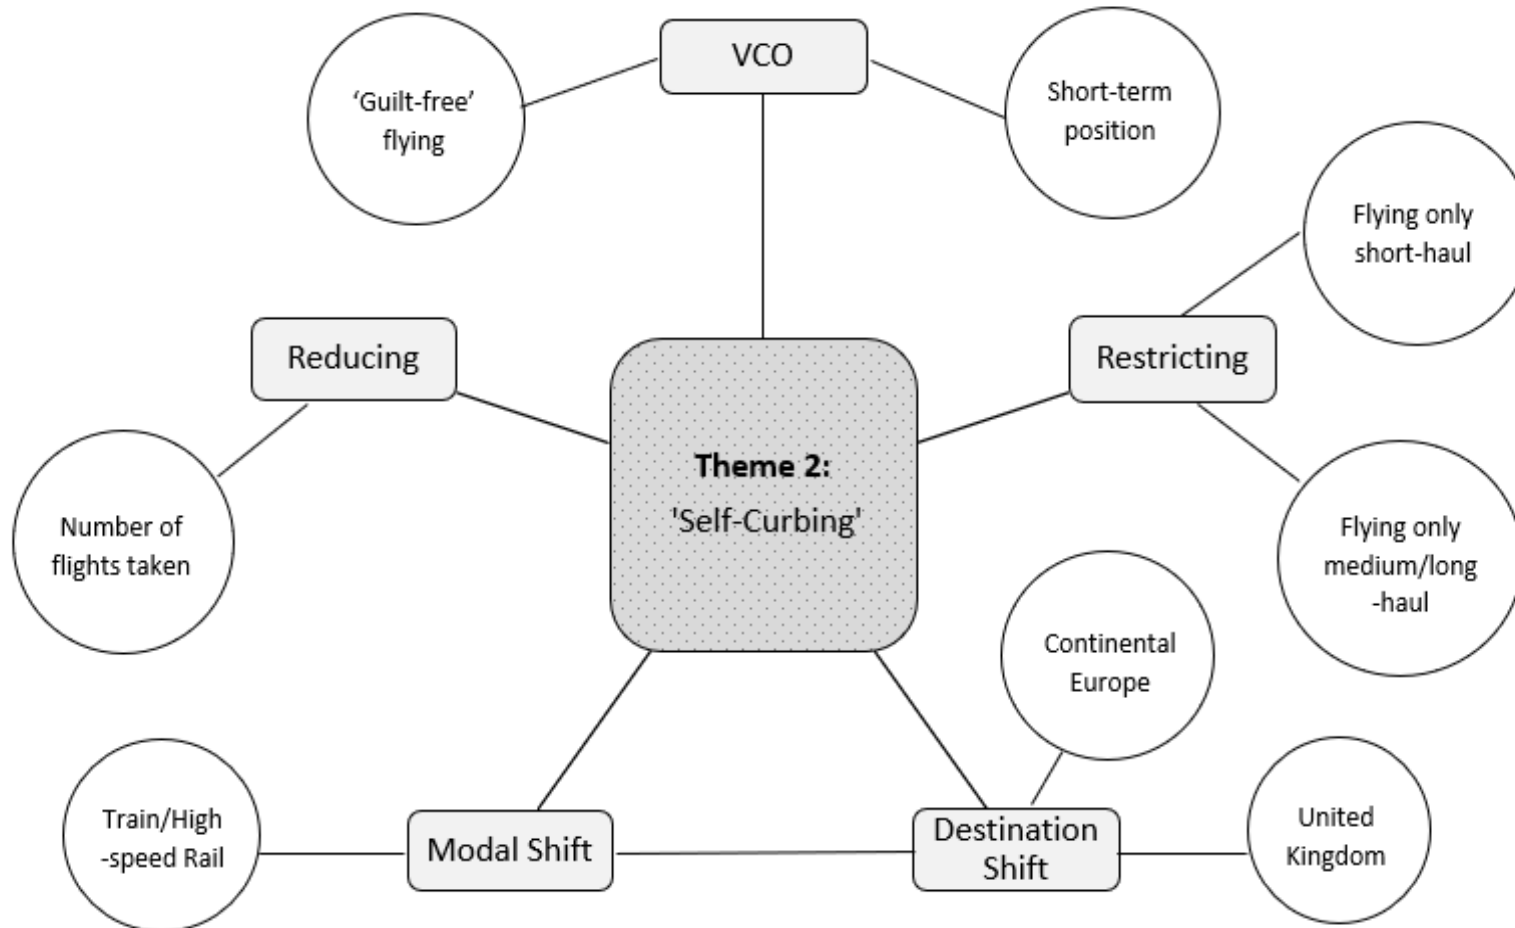 VCO
‘Guilt-free’
flying
Short-term
position
Flying only
short-haul
Reducing
Restricting
Theme 2:
'Self-Curbing'
Number of
flights taken
Flying only
medium/long
-haul
Continental
Europe
Train/High
-speed Rail
Modal Shift
Destination
Shift
United
Kingdom